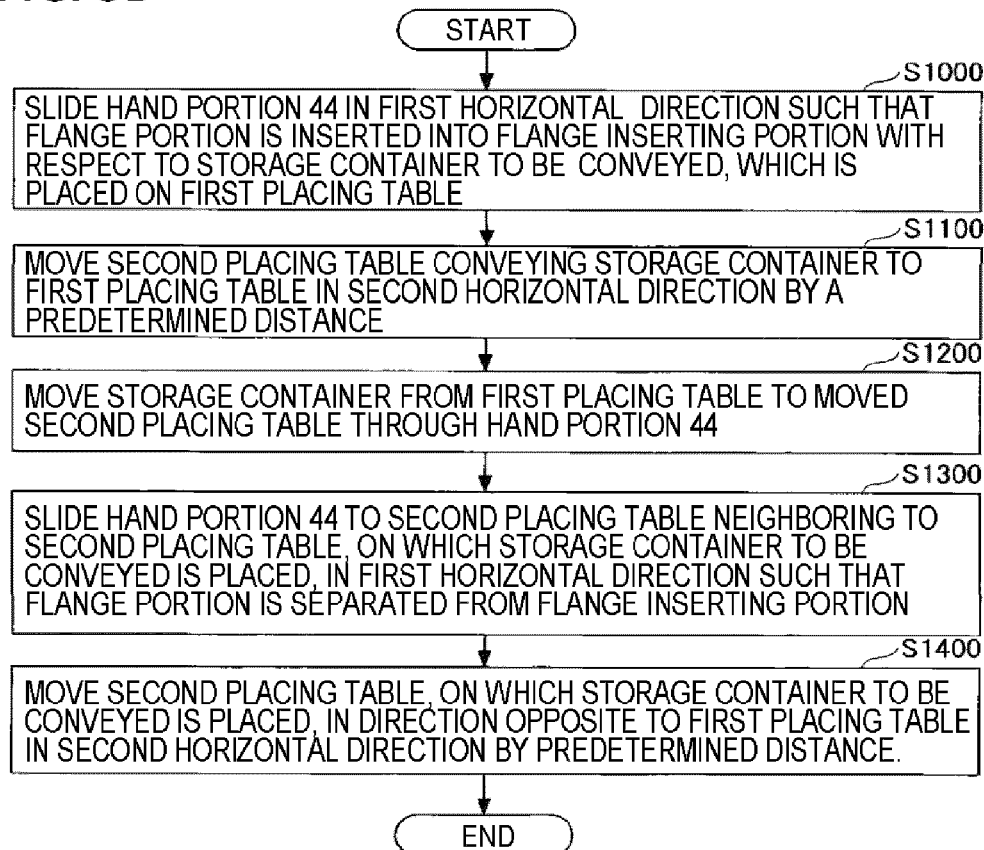 START
S1000
SLIDE HAND PORTION 44 IN FIRST HORIZONTAL DIRECTION SUCH THAT
FLANGE PORTION IS INSERTED INTO FLANGE INSERTING PORTION WITH
RESPECT TO STORAGE CONTAINER TO BE CONVEYED, WHICH IS
PLACED ON FIRST PLACING TABLE
S1100
MOVE SECOND PLACING TABLE CONVEYING STORAGE CONTAINER TO
FIRST PLACING TABLE IN SECOND HORIZONTAL DIRECTION BY A
PREDETERMINED DISTANCE
S1200
MOVE STORAGE CONTAINER FROM FIRST PLACING TABLE TO MOVED
SECOND PLACING TABLE THROUGH HAND PORTION 44
S1300
SLIDE HAND PORTION 44 TO SECOND PLACING TABLE NEIGHBORING TO
SECOND PLACING TABLE, ON WHICH STORAGE CONTAINER TO BE
CONVEYED IS PLACED, IN FIRST HORIZONTAL DIRECTION SUCH THAT
FLANGE PORTION IS SEPARATED FROM FLANGE INSERTING PORTION
S1400
MOVE SECOND PLACING TABLE, ON WHICH STORAGE CONTAINER TO BE
CONVEYED IS PLACED, IN DIRECTION OPPOSITE TO FIRST PLACING TABLE
IN SECOND HORIZONTAL DIRECTION BY PREDETERMINED DISTANCE.
END